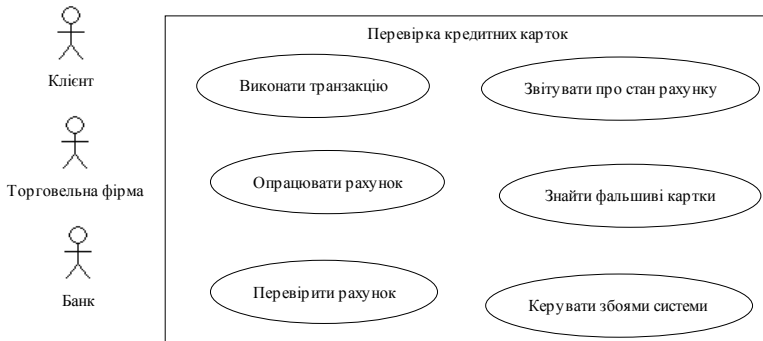 Перевірка кредитних карток
Клієнт
Виконати транзакцію
Звітувати про стан рахунку
Торговельна фірма
Опрацювати рахунок
Знайти фальшиві картки
Банк
Перевірити рахунок
Керувати збоями системи